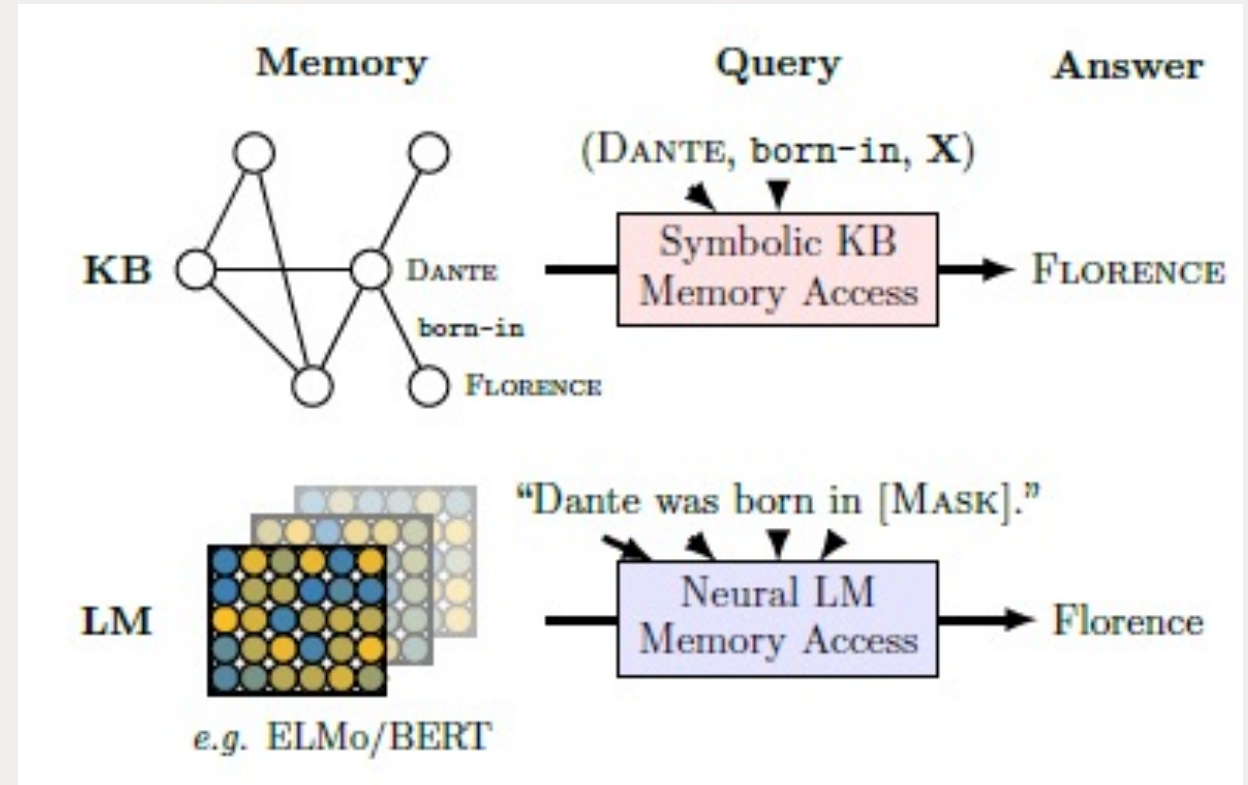 Memory Query Answer
(DANTE, born-in, X)
KB DANTE Symbolic KB
Memory Access FLORENCE
born-in
FLORENCE
"Dante was born in [MASK]."
LM Neural LM
Memory Access Florence
e.g. ELMo/BERT